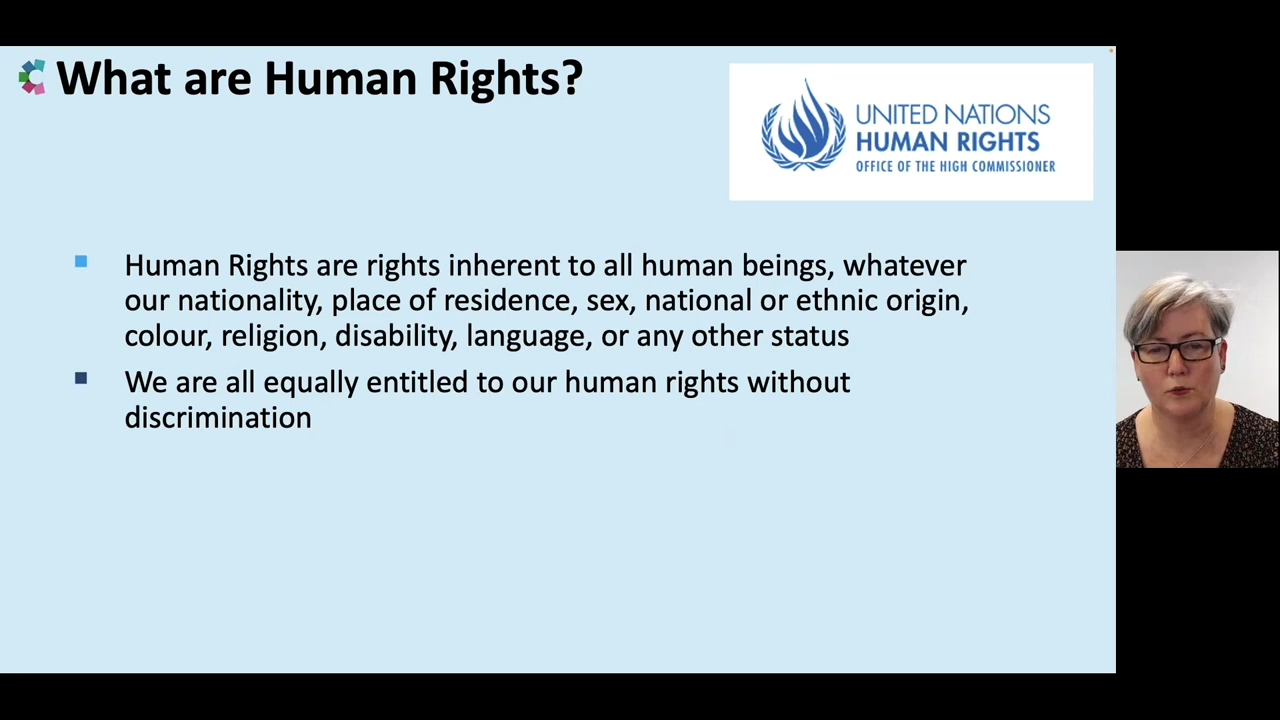 What are Human Rights?
UNITED NATIONS
HUMAN RIGHTS
OFFICE OF THE HIGH COMMISSIONER
Human Rights are rights inherent to all human beings, whatever
our nationality, place of residence, sex, national or ethnic origin,
colour, religion, disability, language, or any other status
We are all equally entitled to our human rights without
discrimination